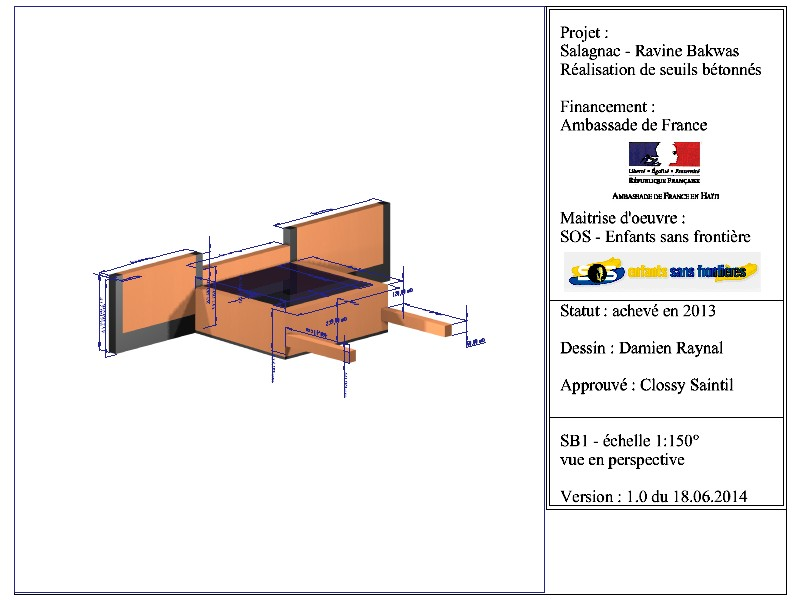 Projet :
Salagnac - Ravine Bakwas
Réalisation de seuils bétonnés
Financement :
Ambassade de France
Liberté • Égalité • Fraternité
RÉPUBLIQUE FRANÇAISE
AMBASSADE DE FRANCE EN HAÏTI
Maitrise d'oeuvre :
SOS - Enfants sans frontière
SOS enfants sans frontières
Statut : achevé en 2013
Dessin : Damien Raynal
Approuvé : Clossy Saintil
SB1 - échelle 1:150°
vue en perspective
Version : 1.0 du 18.06.2014